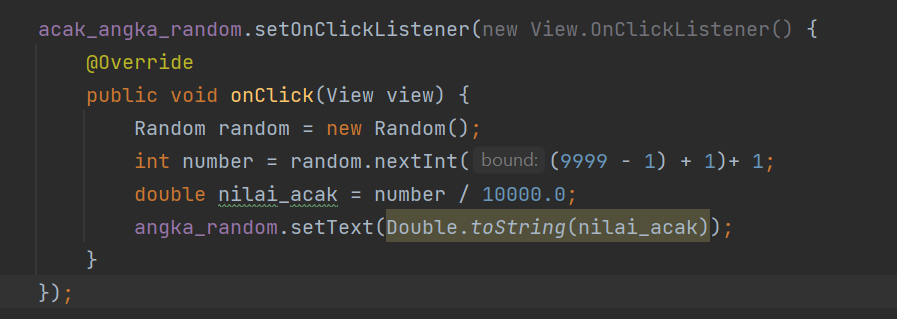 acak_angka_random.setOnClickListener(new View.OnClickListener() {
@Override
public void onClick(View view) {
Random random = new Random();
int number = random.nextInt( bound: (9999 - 1) + 1)+ 1;
double nilai_acak = number / 10000.0;
angka_random.setText(Double.toString(nilai_acak));
}
});